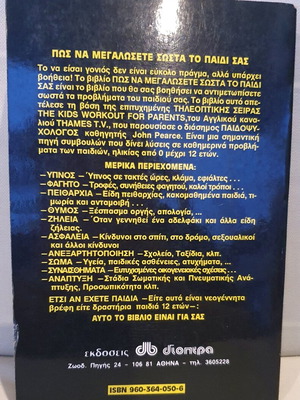 ΠΩΣ ΝΑ ΜΕΓΑΛΩΣΕΤΕ ΣΩΣΤΑ ΤΟ ΠΑΙΔΙ ΣΑΣ
Το να είσαι γονιός δεν είναι εύκολο πράγμα, αλλά υπάρχει
βοήθεια! Το βιβλίο ΠΩΣ ΝΑ ΜΕΓΑΛΩΣΕΤΕ ΣΩΣΤΑ ΤΟ ΠΑΙΔΙ
ΣΑΣ είναι το βιβλίο που θα σας βοηθήσει να αντιμετωπίσετε
σωστά τα προβλήματα του παιδιού σας. Το βιβλίο αυτό απε-
τέλεσε τη βάση της επιτυχημένης ΤΗΛΕΟΠΤΙΚΗΣ ΣΕΙΡΑΣ
THE KIDS WORKOUT FOR PARENTS, του Αγγλικού κανα-
λιού THAMES T.V., που παρουσίασε ο διάσημος ΠΑΙΔΟΨΥ-
ΧΟΛΟΓΟΣ καθηγητής John Pearce. Είναι μια σημαντική
πηγή συμβουλών που δίνει λύσεις σε καθημερινά προβλή-
ματα των παιδιών, ηλικίας από 0 μέχρι 12 ετών.
ΜΕΡΙΚΑ ΠΕΡΙΕΧΟΜΕΝΑ:
—ΥΠΝΟΣ — Ύπνος σε τακτές ώρες, κλάμα, εφιάλτες . . .
—ΦΑΓΗΤΟ — Τροφές, συνήθειες φαγητού, καλοί τρόποι . . .
—ΠΕΙΘΑΡΧΙΑ — Είδη πειθαρχίας, κακομαθημένα παιδιά, τι-
μωρία και ανταμοιβή . . .
—ΘΥΜΟΣ — Ξέσπασμα οργής, απολογία, ...
—ΖΗΛΕΙΑ — Όταν γεννηθεί ένα αδελφάκι και άλλα είδη
ζήλειας.
—ΑΣΦΑΛΕΙΑ — Κίνδυνοι στο σπίτι, στο δρόμο, σεξουαλικοί
και άλλοι κίνδυνοι
—ΑΝΕΞΑΡΤΗΤΟΠΟΙΗΣΗ — Σχολείο, Ταξίδια, κλπ.
—ΣΩΜΑ — Υγεία, παιδικές ασθένειες, ατυχήματα, ...
—ΣΥΝΑΙΣΘΗΜΑΤΑ — Ευτυχισμένες οικογενειακές σχέσεις . . .
—ΑΝΑΠΤΥΞΗ — Στάδια Σωματικής και Πνευματικής Ανά-
πτυξης, Προσωπικότητα κλπ.
ΕΤΣΙ ΑΝ ΕΧΕΤΕ ΠΑΙΔΙΑ — Είτε αυτά είναι νεογέννητα
βρέφη είτε δραστήρια παιδιά 12 ετών—:
ΑΥΤΟ ΤΟ ΒΙΒΛΙΟ ΕΙΝΑΙ ΓΙΑ ΣΑΣ
εκδοσεις διοπτρα
Ζωοδ. Πηγής 24 - 106 81 ΑΘΗΝΑ - τηλ. 3605228
ISBN 960-364-050-6